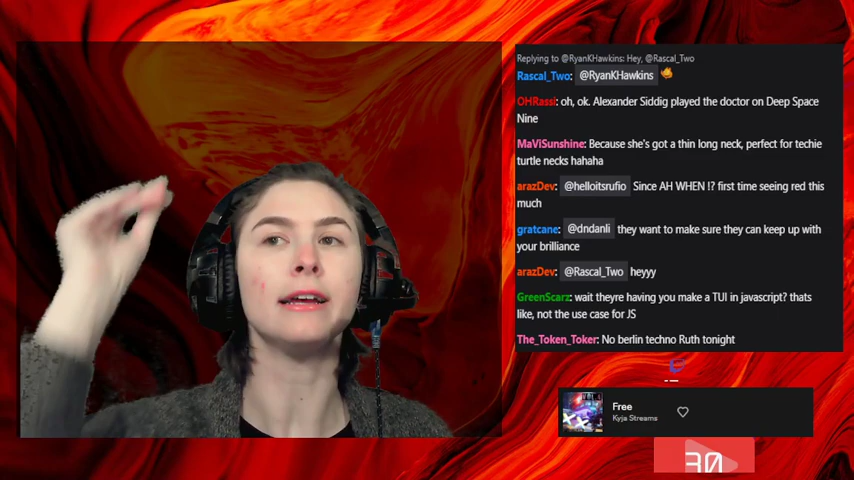 Replying to @RyanKHawkins: Hey, @Rascal_Two
Rascal_Two: @RyanKHawkins
OHRassi: oh, ok. Alexander Siddig played the doctor on Deep Space
Nine
MaViSunshine: Because she's got a thin long neck, perfect for techie
turtle necks hahaha
arazDev: @helloitsrufio Since AH WHEN !? first time seeing red this
much
gratcane: @dndanli they want to make sure they can keep up with
your brilliance
arazDev: @Rascal_Two heyyy
GreenScarz: wait theyre having you make a TUI in javascript? thats
like, not the use case for JS
The_Token_Toker: No berlin techno Ruth tonight
Free
Kyja Streams
30